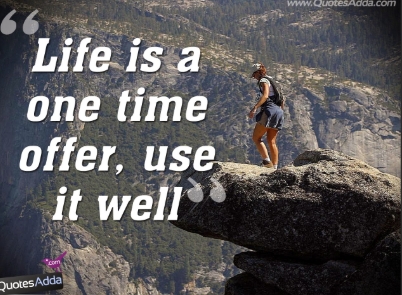 www.QuotesAdda.com
“Life is a
one time
offer, use
it well”
.com
QuotesAdda